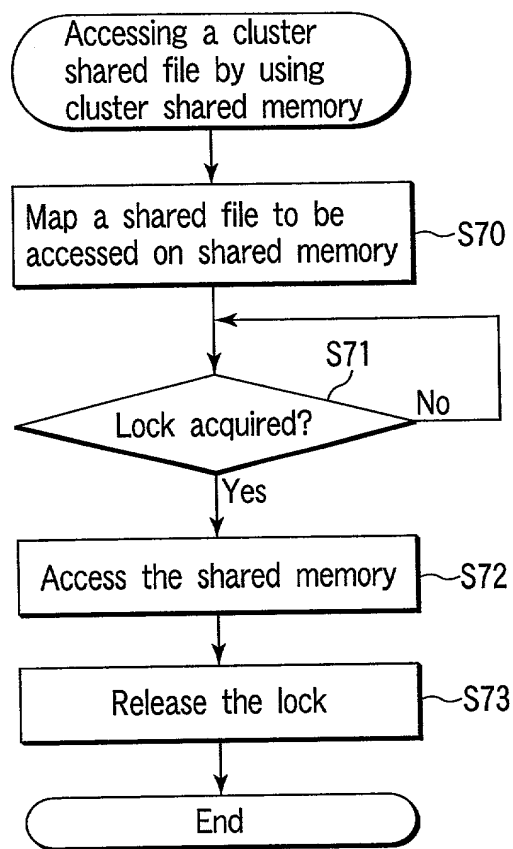 Accessing a cluster
shared file by using
cluster shared memory
Map a shared file to be
accessed on shared memory
S70
S71
Lock acquired?
No
Yes
Access the shared memory
S72
Release the lock
S73
End